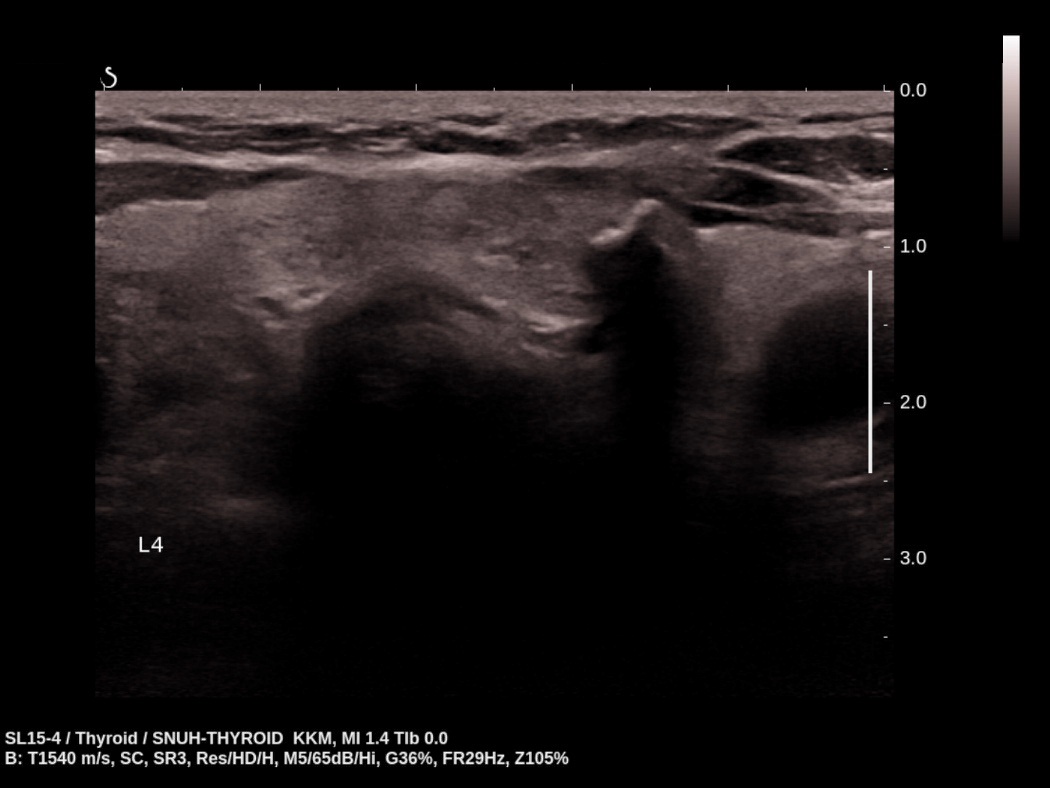 S
0.0
1.0
2.0
L4
3.0
SL15-4 / Thyroid / SNUH-THYROID KKM, MI 1.4 TIb 0.0
B: T1540 m/s, SC, SR3, Res/HD/H, M5/65dB/Hi, G36%, FR29Hz, Z105%